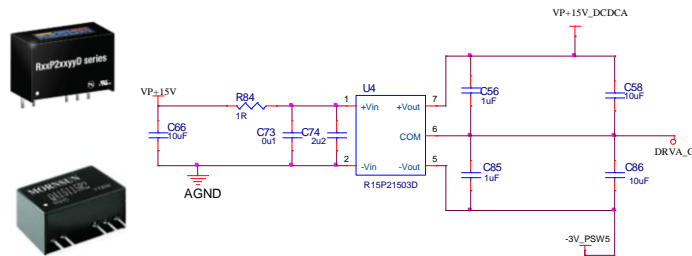 RxxP2xxyyD series
MORNSUN
VP+15V_DCDCA
VP+15V
R84
1R
C66
10uF
C73
0u1
C74
2u2
U4
1
+Vin
2
-Vin
+Vout
7
COM
6
-Vout
5
R15P21503D
C56
1uF
C58
10uF
C85
1uF
C86
10uF
DRVA_C
AGND
-3V_PSW5